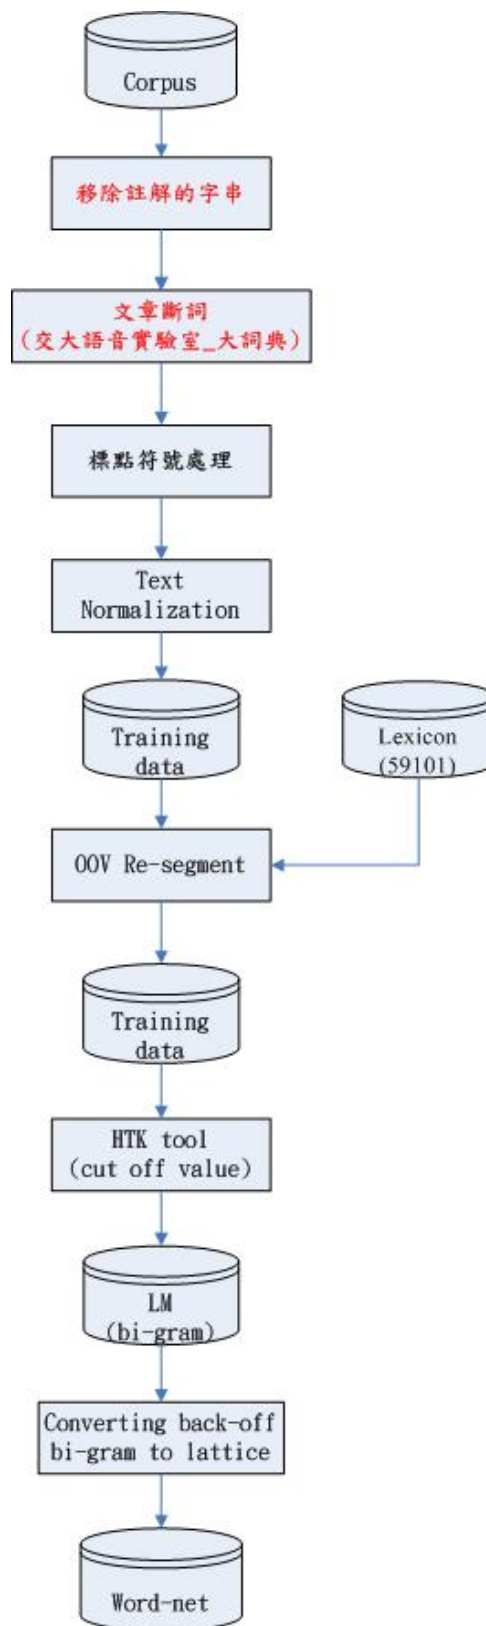 Corpus
移除註解的字串
文章斷詞
(交大語音實驗室_大詞典)
標點符號處理
Text
Normalization
Training
data
Lexicon
(59101)
OOV Re-segment
Training
data
HTK tool
(cut off value)
LM
(bi-gram)
Converting back-off
bi-gram to lattice
Word-net